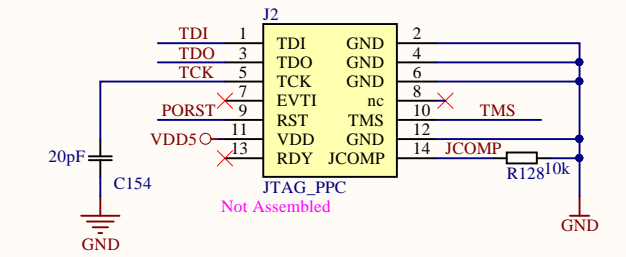 J2
TDI 1 TDI GND 2
TDO 3 TDO GND 4
TCK 5 TCK GND 6
7 EVTI nc 8
PORST 9 RST TMS 10 TMS
VDD5 11 VDD GND 12
13 RDY JCOMP 14 JCOMP
R128 10k
20pF
C154
JTAG_PPC
Not Assembled
GND
GND